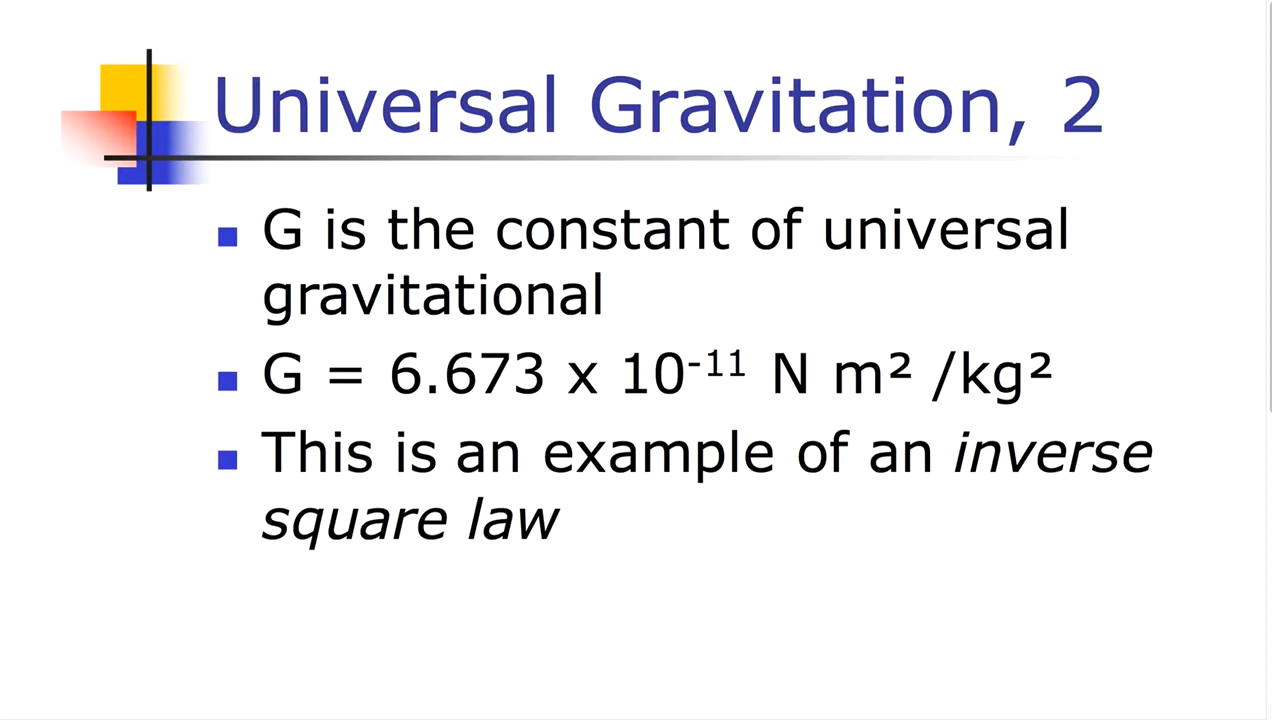 Universal Gravitation, 2
■ G is the constant of universal
gravitational
■ G = 6.673 x 10⁻¹¹ N m² /kg²
■ This is an example of an inverse
square law